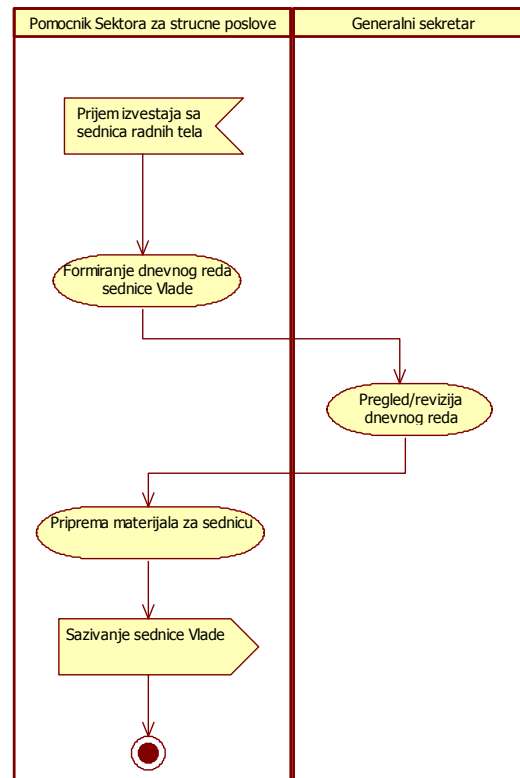 Pomocnik Sektora za strucne poslove
Generalni sekretar
Prijem izvestaja sa
sednica radnih tela
Formiranje dnevnog reda
sednice Vlade
Pregled/revizija
dnevnog reda
Priprema materijala za sednicu
Sazivanje sednice Vlade